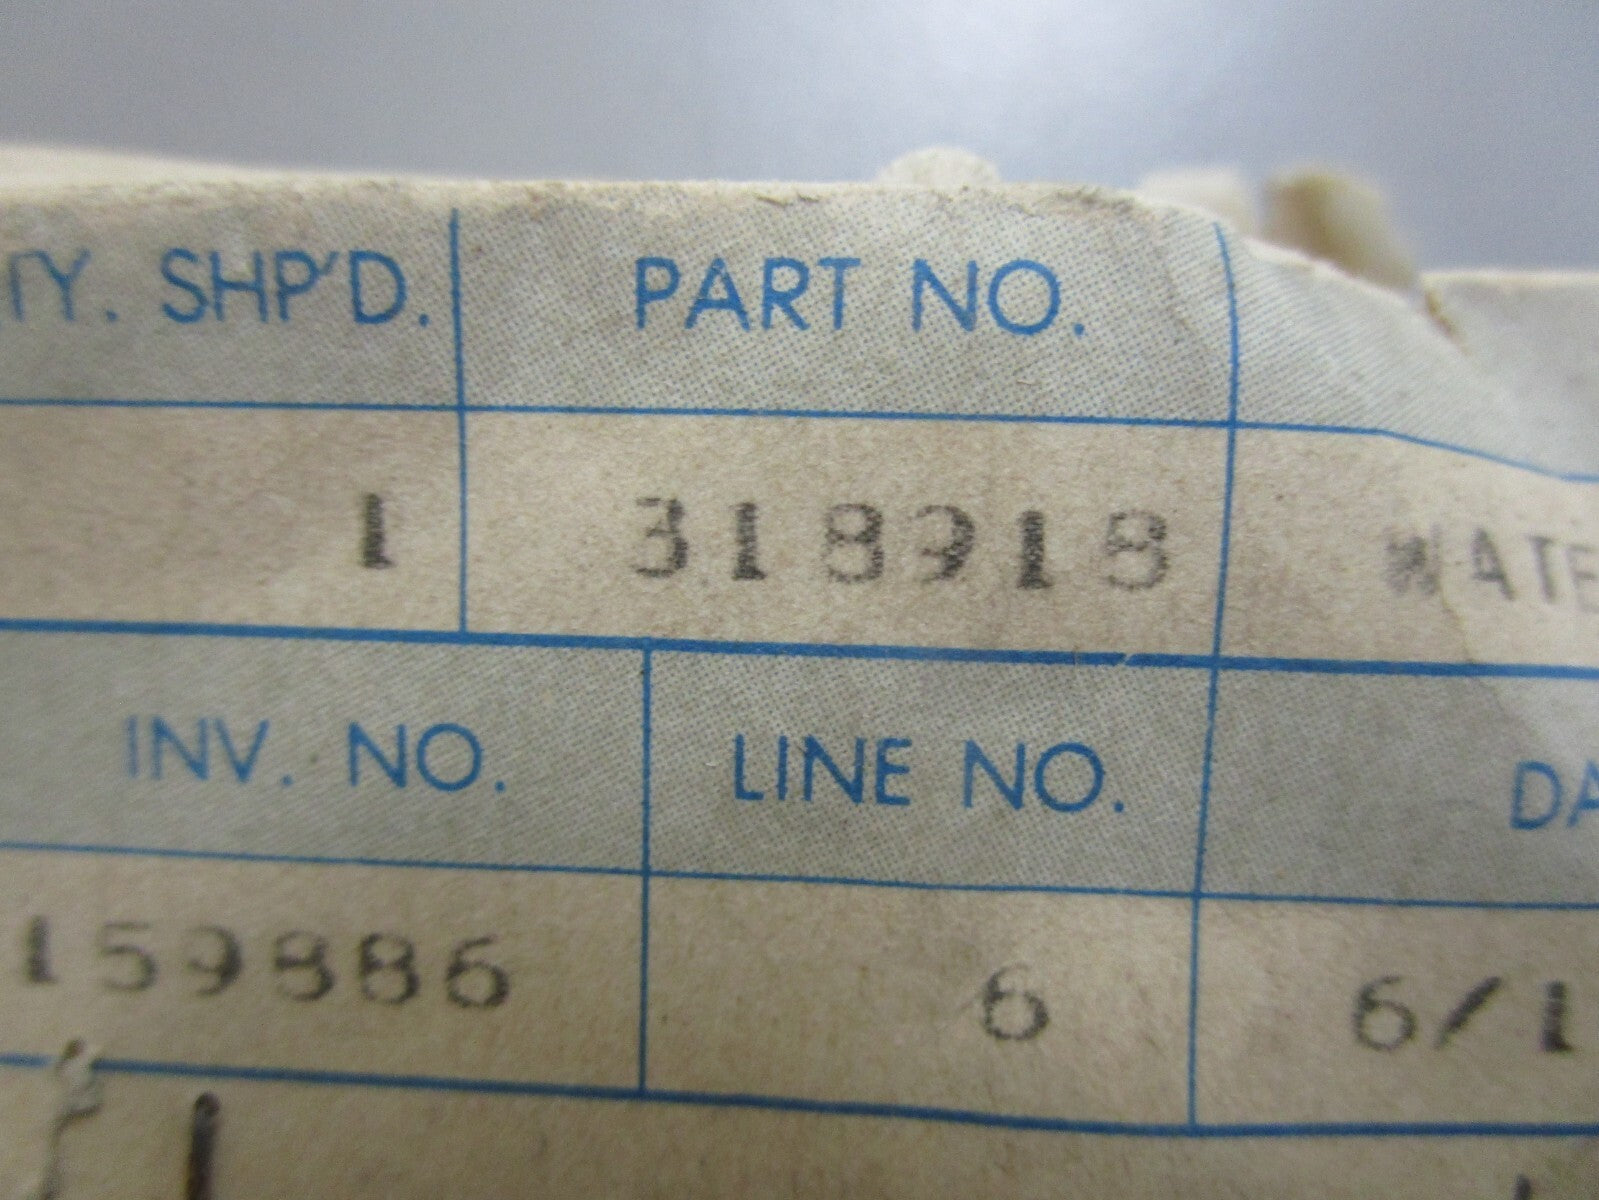 TY. SHP'D. PART NO.
1 318918 WATE
INV. NO. LINE NO. DA
159886 6 6/1